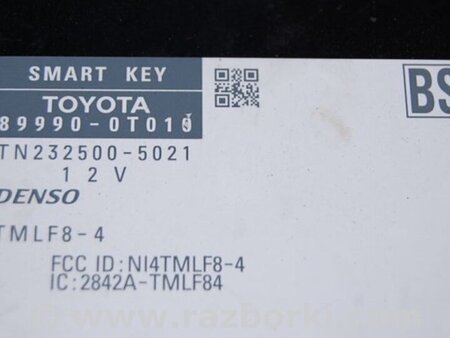 SMART KEY
TOYOTA
BS
89990-0T010
TN232500-5021
12V
DENSO
TMLF8-4
FCC ID:NI4TMLF8-4
IC:2842A-TMLF84
www.razborki.com